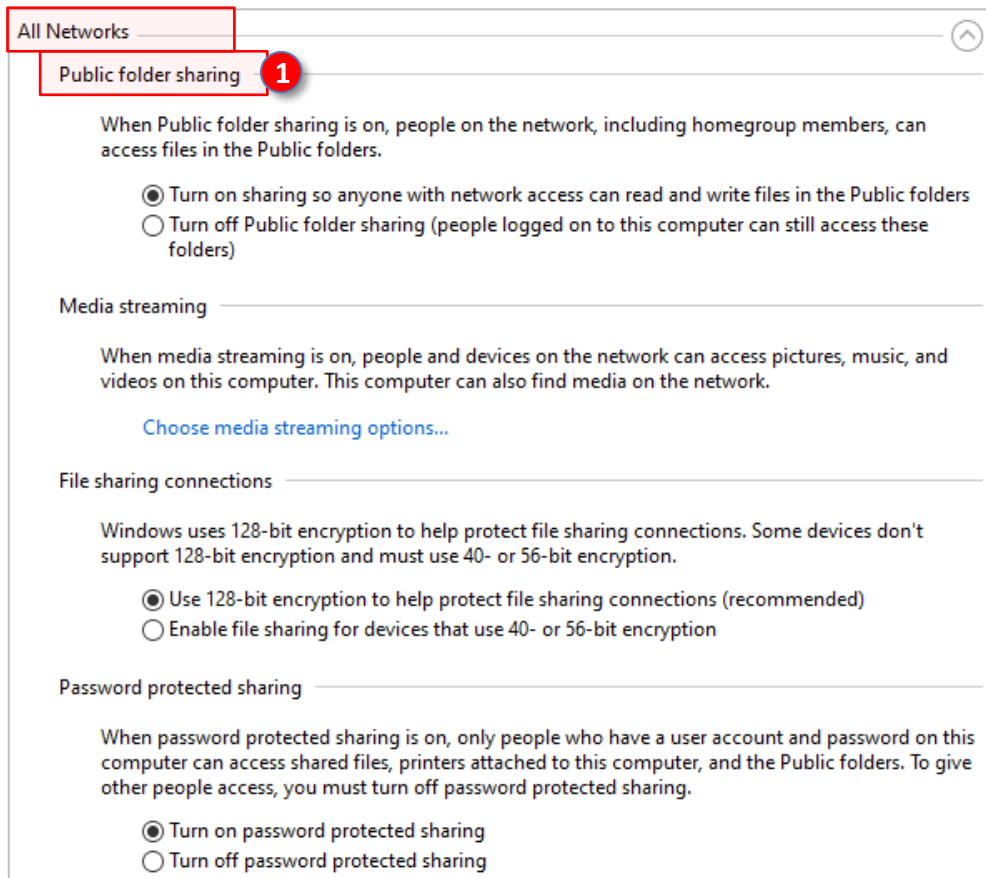 All Networks
Public folder sharing
1
When Public folder sharing is on, people on the network, including homegroup members, can
access files in the Public folders.
Turn on sharing so anyone with network access can read and write files in the Public folders
Turn off Public folder sharing (people logged on to this computer can still access these
folders)
Media streaming
When media streaming is on, people and devices on the network can access pictures, music, and
videos on this computer. This computer can also find media on the network.
Choose media streaming options...
File sharing connections
Windows uses 128-bit encryption to help protect file sharing connections. Some devices don't
support 128-bit encryption and must use 40- or 56-bit encryption.
Use 128-bit encryption to help protect file sharing connections (recommended)
Enable file sharing for devices that use 40- or 56-bit encryption
Password protected sharing
When password protected sharing is on, only people who have a user account and password on this
computer can access shared files, printers attached to this computer, and the Public folders. To give
other people access, you must turn off password protected sharing.
Turn on password protected sharing
Turn off password protected sharing